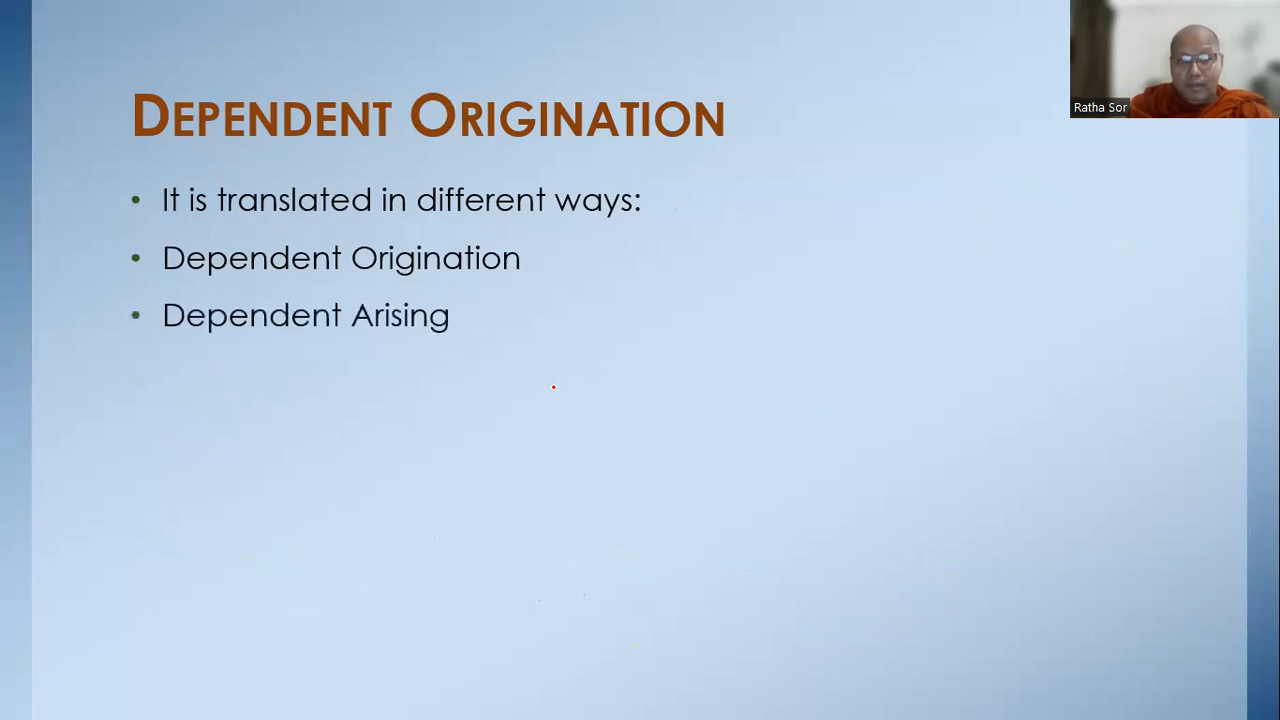 DEPENDENT ORIGINATION
Ratha Sor
• It is translated in different ways:
• Dependent Origination
• Dependent Arising